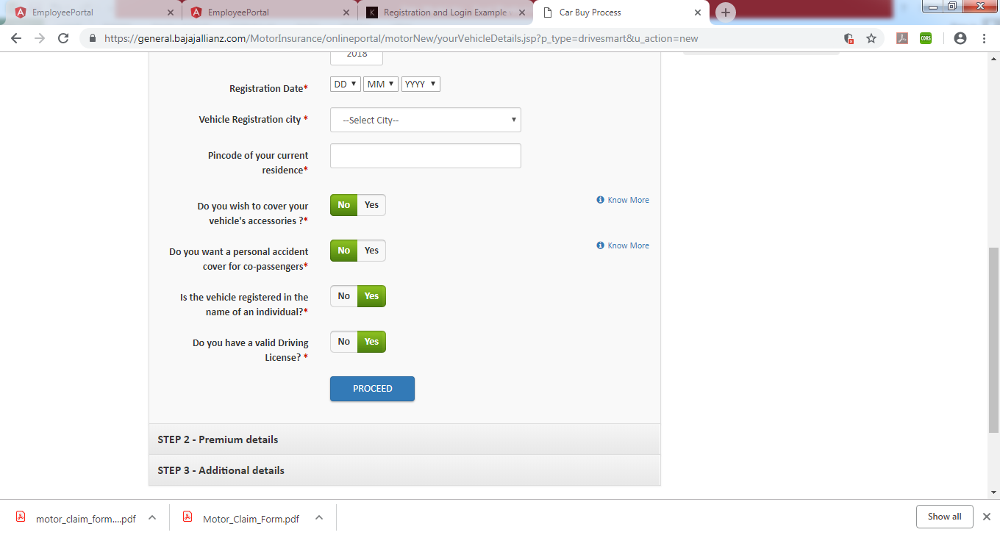 EmployeePortal
EmployeePortal
Registration and Login Example
Car Buy Process
https://general.bajajallianz.com/MotorInsurance/onlineportal/motorNew/yourVehicleDetails.jsp?p_type=drivesmart&u_action=new
CORS
2018
Registration Date*
DD MM YYYY
Vehicle Registration city *
--Select City--
Pincode of your current
residence*
Do you wish to cover your
vehicle's accessories ?*
No Yes
Know More
Do you want a personal accident
cover for co-passengers*
No Yes
Know More
Is the vehicle registered in the
name of an individual?*
No Yes
Do you have a valid Driving
License? *
No Yes
PROCEED
STEP 2 - Premium details
STEP 3 - Additional details
motor_claim_form....pdf
Motor_Claim_Form.pdf
Show all